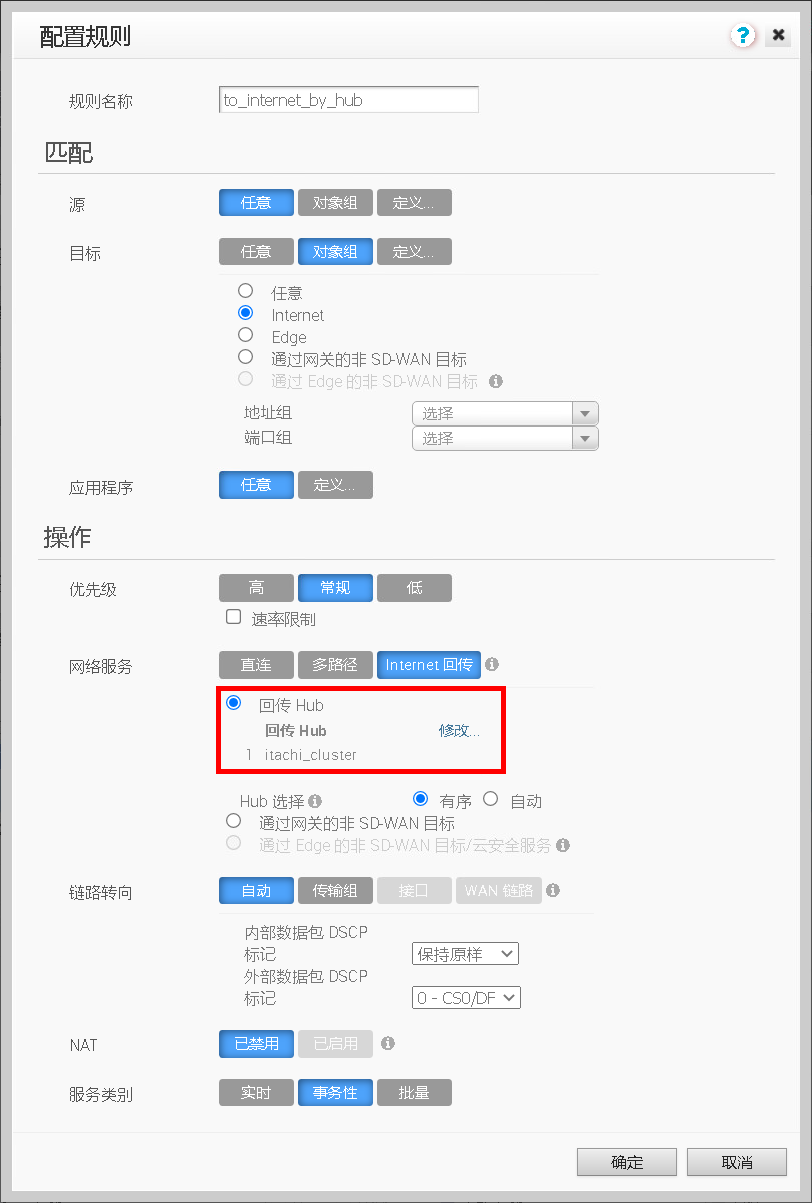 配置规则
?
规则名称 to_internet_by_hub
匹配
源 任意 对象组 定义...
目标 任意 对象组 定义...
任意
Internet
Edge
通过网关的非 SD-WAN 目标
通过 Edge 的非 SD-WAN 目标
地址组 选择
端口组 选择
应用程序 任意 定义...
操作
优先级 高 常规 低
速率限制
网络服务 直连 多路径 Internet 回传
回传 Hub
回传 Hub 修改...
1 itachi_cluster
Hub 选择 有序 自动
通过网关的非 SD-WAN 目标
通过 Edge 的非 SD-WAN 目标/云安全服务
链路转向 自动 传输组 接口 WAN 链路
内部数据包 DSCP
标记 保持原样
外部数据包 DSCP
标记 0 - CS0/DF
NAT 已禁用 已启用
服务类别 实时 事务性 批量
确定 取消